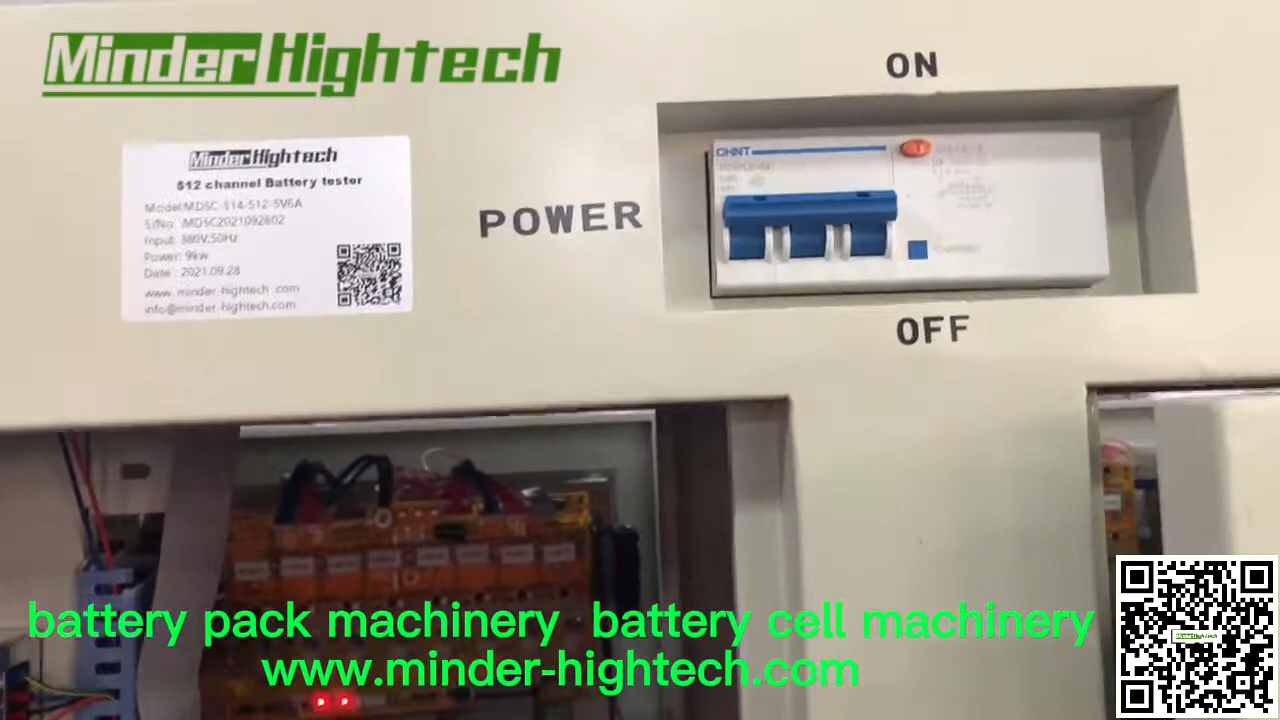 Minder Hightech
ON
Minder Hightech
512 channel Battery tester
Model:MDSC-514-512-5V6A
S/No: MDSC2021092802
Input: 380V,50Hz
Power: 9kw
Date : 2021.09.28
www. minder-hightech .com
info@minder-hightech.com
POWER
CHNT
OFF
battery pack machinery battery cell machinery
www.minder-hightech.com
Minder Hightech